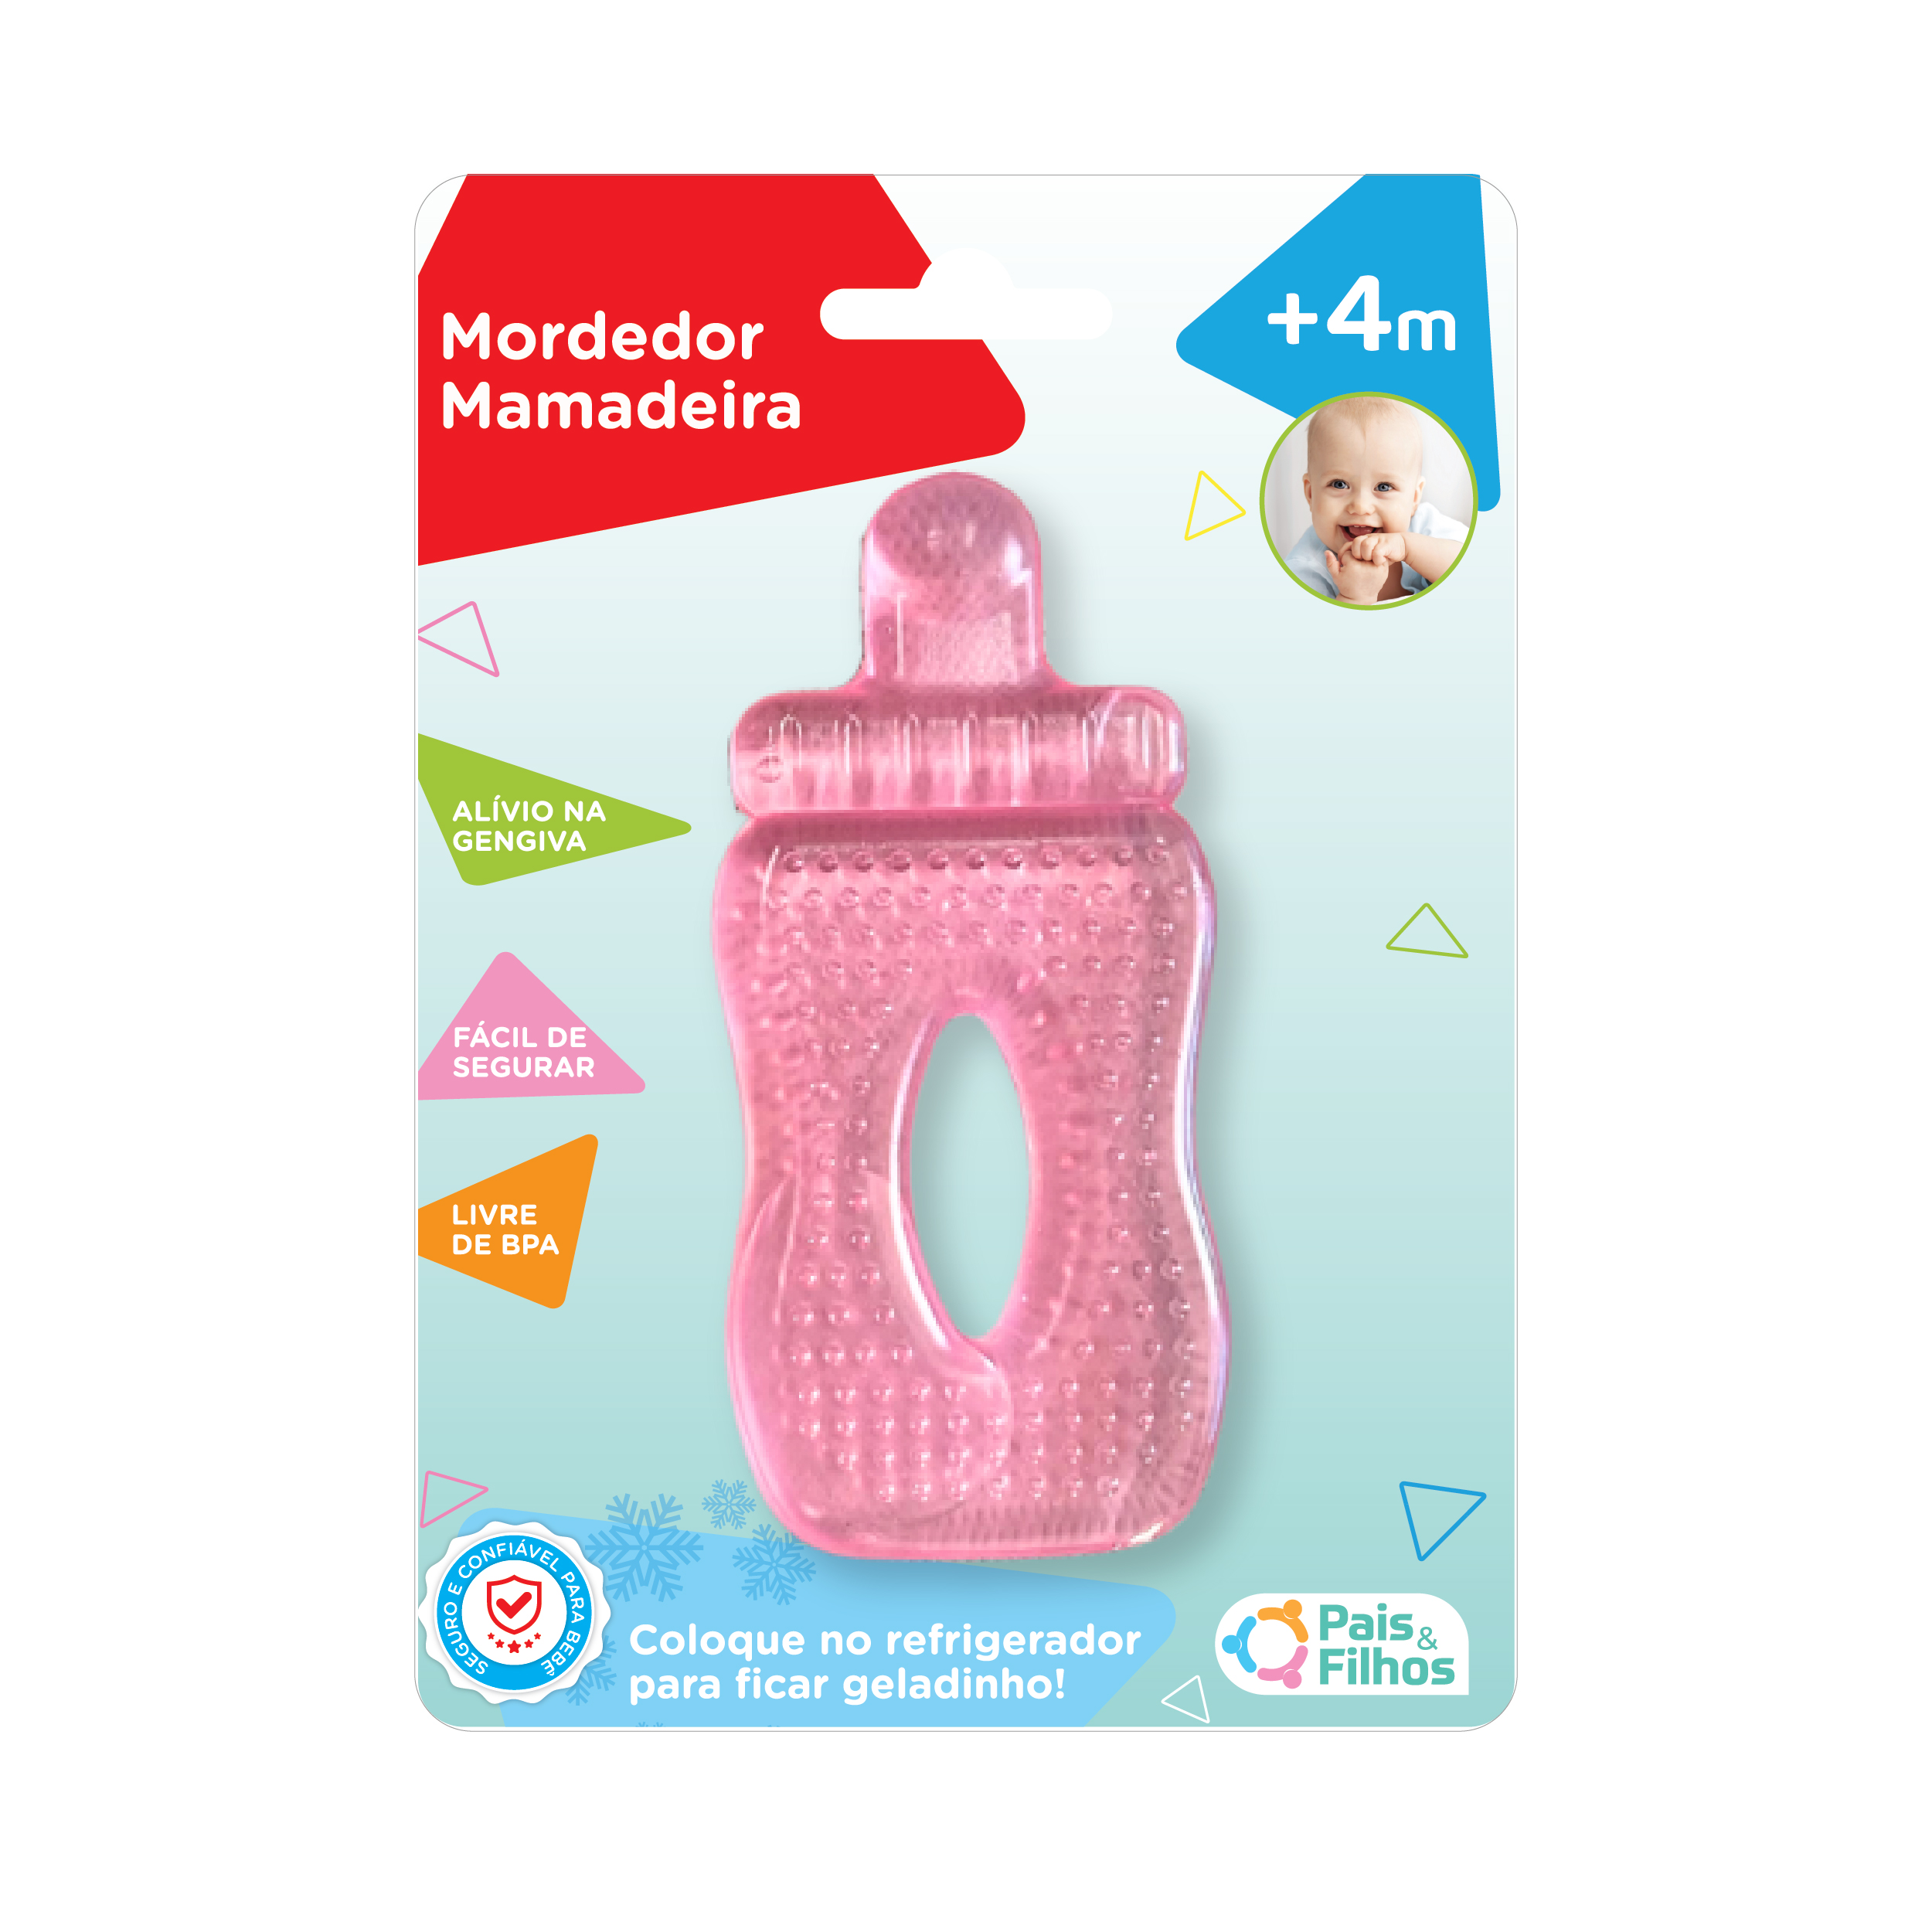 Mordedor
Mamadeira
+4m
ALÍVIO NA
GENGIVA
FÁCIL DE
SEGURAR
LIVRE
DE BPA
SEGURO E CONFIÁVEL PARA BEBÊ
Coloque no refrigerador
para ficar geladinho!
Pais &
Filhos